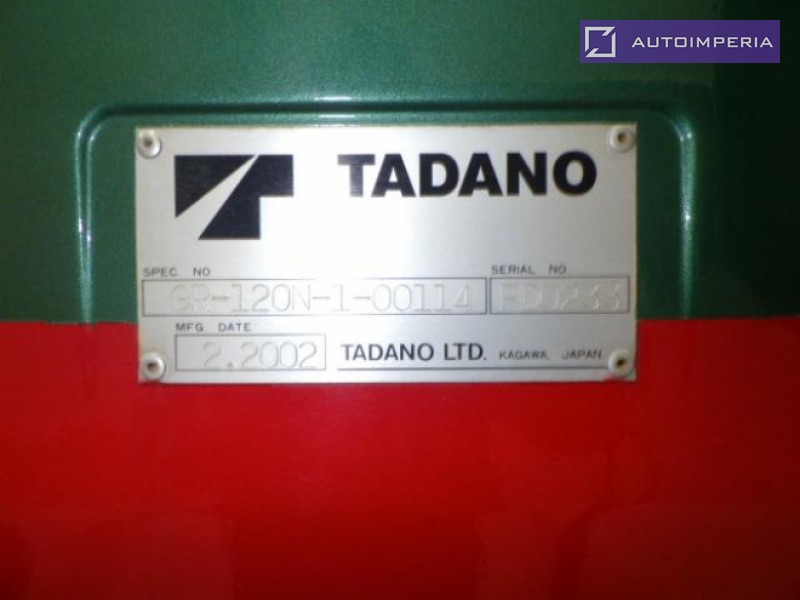 AUTOIMPERIA
TADANO
SPEC. NO. SERIAL NO.
GR-120N-1-00114
MFG. DATE
2.2002 TADANO LTD. KAGAWA, JAPAN